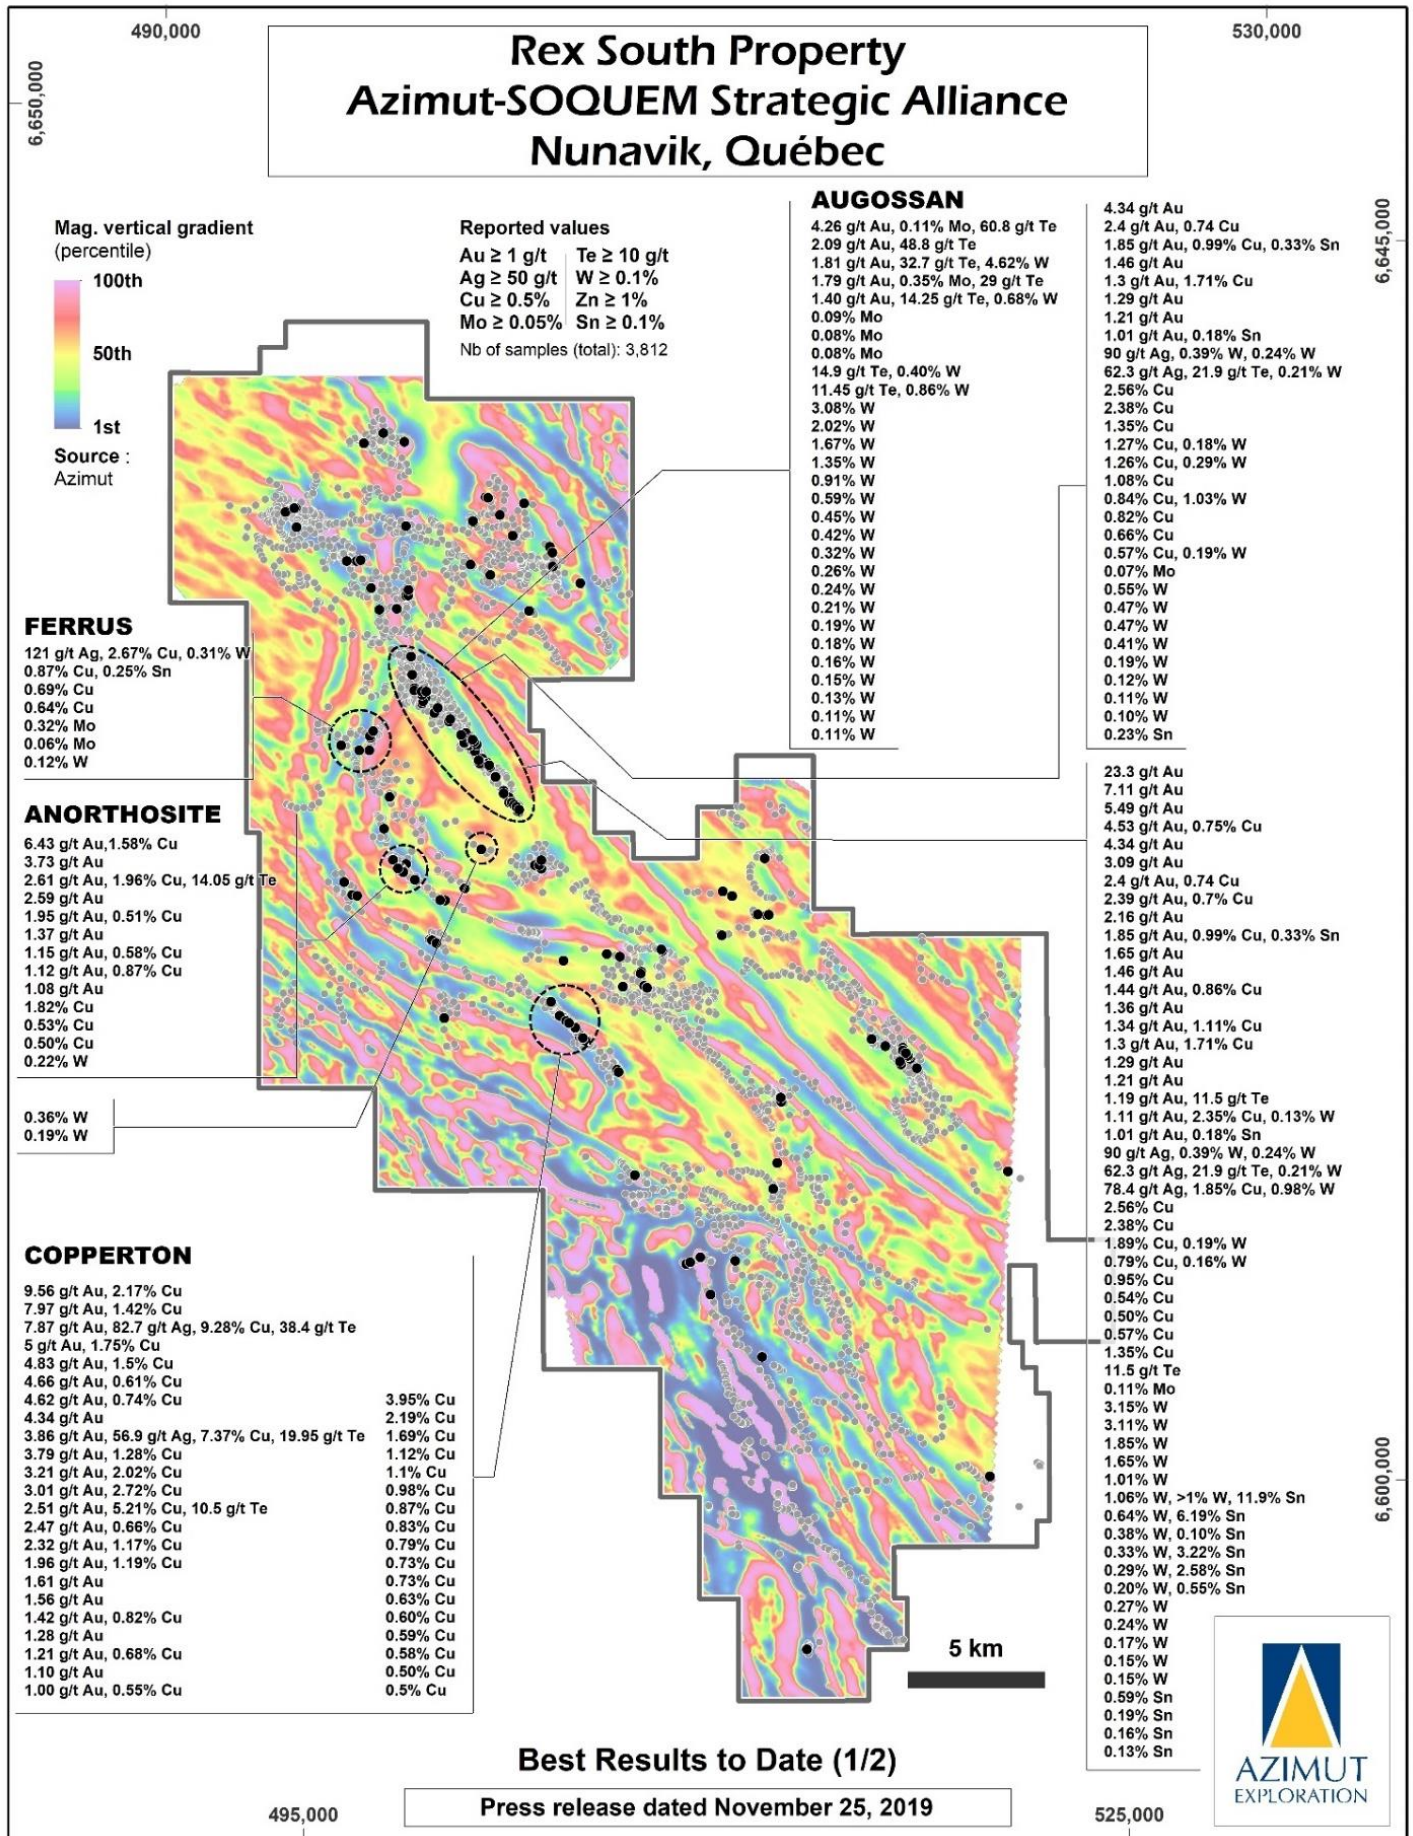 490,000
530,000
6,650,000
Rex South Property
Azimut-SOQUEM Strategic Alliance
Nunavik, Québec
6,645,000
Mag. vertical gradient
(percentile)
100th
50th
1st
Source :
Azimut
Reported values
Au ≥ 1 g/t
Ag ≥ 50 g/t
Cu ≥ 0.5%
Mo ≥ 0.05%
Te ≥ 10 g/t
W ≥ 0.1%
Zn ≥ 1%
Sn ≥ 0.1%
Nb of samples (total): 3,812
AUGOSSAN
4.26 g/t Au, 0.11% Mo, 60.8 g/t Te
2.09 g/t Au, 48.8 g/t Te
1.81 g/t Au, 32.7 g/t Te, 4.62% W
1.79 g/t Au, 0.35% Mo, 29 g/t Te
1.40 g/t Au, 14.25 g/t Te, 0.68% W
0.09% Mo
0.08% Mo
0.08% Mo
14.9 g/t Te, 0.40% W
11.45 g/t Te, 0.86% W
3.08% W
2.02% W
1.67% W
1.35% W
0.91% W
0.59% W
0.45% W
0.42% W
0.32% W
0.26% W
0.24% W
0.21% W
0.19% W
0.18% W
0.16% W
0.15% W
0.13% W
0.11% W
0.11% W
4.34 g/t Au
2.4 g/t Au, 0.74 Cu
1.85 g/t Au, 0.99% Cu, 0.33% Sn
1.46 g/t Au
1.3 g/t Au, 1.71% Cu
1.29 g/t Au
1.21 g/t Au
1.01 g/t Au, 0.18% Sn
90 g/t Ag, 0.39% W, 0.24% W
62.3 g/t Ag, 21.9 g/t Te, 0.21% W
2.56% Cu
2.38% Cu
1.35% Cu
1.27% Cu, 0.18% W
1.26% Cu, 0.29% W
1.08% Cu
0.84% Cu, 1.03% W
0.82% Cu
0.66% Cu
0.57% Cu, 0.19% W
0.07% Mo
0.55% W
0.47% W
0.47% W
0.41% W
0.19% W
0.12% W
0.11% W
0.10% W
0.23% Sn
23.3 g/t Au
7.11 g/t Au
5.49 g/t Au
4.53 g/t Au, 0.75% Cu
4.34 g/t Au
3.09 g/t Au
2.4 g/t Au, 0.74 Cu
2.39 g/t Au, 0.7% Cu
2.16 g/t Au
1.85 g/t Au, 0.99% Cu, 0.33% Sn
1.65 g/t Au
1.46 g/t Au
1.44 g/t Au, 0.86% Cu
1.36 g/t Au
1.34 g/t Au, 1.11% Cu
1.3 g/t Au, 1.71% Cu
1.29 g/t Au
1.21 g/t Au
1.19 g/t Au, 11.5 g/t Te
1.11 g/t Au, 2.35% Cu, 0.13% W
1.01 g/t Au, 0.18% Sn
90 g/t Ag, 0.39% W, 0.24% W
62.3 g/t Ag, 21.9 g/t Te, 0.21% W
78.4 g/t Ag, 1.85% Cu, 0.98% W
2.56% Cu
2.38% Cu
1.89% Cu, 0.19% W
0.79% Cu, 0.16% W
0.95% Cu
0.54% Cu
0.50% Cu
0.57% Cu
1.35% Cu
11.5 g/t Te
0.11% Mo
3.15% W
3.11% W
1.85% W
1.65% W
1.01% W
1.06% W, >1% W, 11.9% Sn
0.64% W, 6.19% Sn
0.38% W, 0.10% Sn
0.33% W, 3.22% Sn
0.29% W, 2.58% Sn
0.20% W, 0.55% Sn
0.27% W
0.24% W
0.17% W
0.15% W
0.15% W
0.59% Sn
0.19% Sn
0.16% Sn
0.13% Sn
FERRUS
121 g/t Ag, 2.67% Cu, 0.31% W
0.87% Cu, 0.25% Sn
0.69% Cu
0.64% Cu
0.32% Mo
0.06% Mo
0.12% W
ANORTHOSITE
6.43 g/t Au,1.58% Cu
3.73 g/t Au
2.61 g/t Au, 1.96% Cu, 14.05 g/t Te
2.59 g/t Au
1.95 g/t Au, 0.51% Cu
1.37 g/t Au
1.15 g/t Au, 0.58% Cu
1.12 g/t Au, 0.87% Cu
1.08 g/t Au
1.82% Cu
0.53% Cu
0.50% Cu
0.22% W
0.36% W
0.19% W
COPPERTON
9.56 g/t Au, 2.17% Cu
7.97 g/t Au, 1.42% Cu
7.87 g/t Au, 82.7 g/t Ag, 9.28% Cu, 38.4 g/t Te
5 g/t Au, 1.75% Cu
4.83 g/t Au, 1.5% Cu
4.66 g/t Au, 0.61% Cu
4.62 g/t Au, 0.74% Cu
4.34 g/t Au
3.86 g/t Au, 56.9 g/t Ag, 7.37% Cu, 19.95 g/t Te
3.79 g/t Au, 1.28% Cu
3.21 g/t Au, 2.02% Cu
3.01 g/t Au, 2.72% Cu
2.51 g/t Au, 5.21% Cu, 10.5 g/t Te
2.47 g/t Au, 0.66% Cu
2.32 g/t Au, 1.17% Cu
1.96 g/t Au, 1.19% Cu
1.61 g/t Au
1.56 g/t Au
1.42 g/t Au, 0.82% Cu
1.28 g/t Au
1.21 g/t Au, 0.68% Cu
1.10 g/t Au
1.00 g/t Au, 0.55% Cu
3.95% Cu
2.19% Cu
1.69% Cu
1.12% Cu
1.1% Cu
0.98% Cu
0.87% Cu
0.83% Cu
0.79% Cu
0.73% Cu
0.73% Cu
0.63% Cu
0.60% Cu
0.59% Cu
0.58% Cu
0.50% Cu
0.5% Cu
6,600,000
5 km
AZIMUT
EXPLORATION
Best Results to Date (1/2)
Press release dated November 25, 2019
495,000
525,000